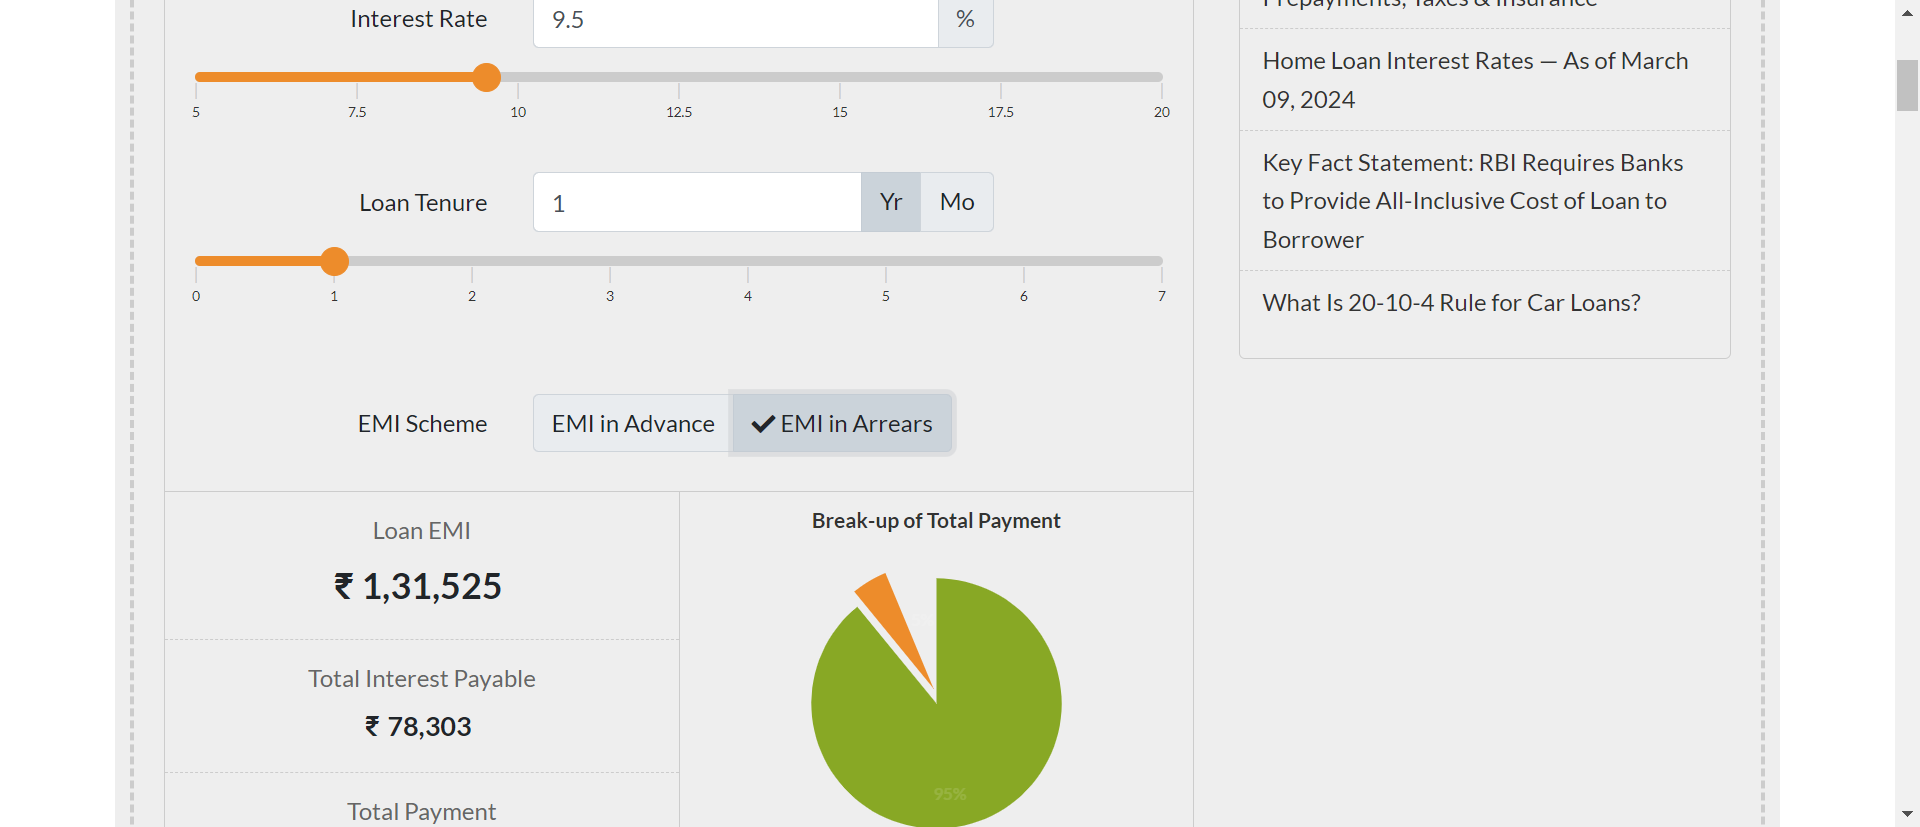 Interest Rate
9.5
%
5
7.5
10
12.5
15
17.5
20
Loan Tenure
1
Yr
Mo
0
1
2
3
4
5
6
7
EMI Scheme
EMI in Advance
EMI in Arrears
Loan EMI
₹ 1,31,525
Total Interest Payable
₹ 78,303
Total Payment
Break-up of Total Payment
95%
Prepayments, Taxes & Insurance
Home Loan Interest Rates — As of March
09, 2024
Key Fact Statement: RBI Requires Banks
to Provide All-Inclusive Cost of Loan to
Borrower
What Is 20-10-4 Rule for Car Loans?